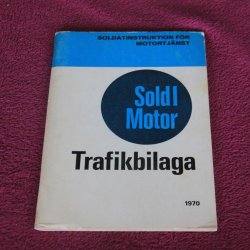 SOLDATINSTRUKTION FÖR
MOTORTJÄNST
Sold I
Motor
Trafikbilaga
1970